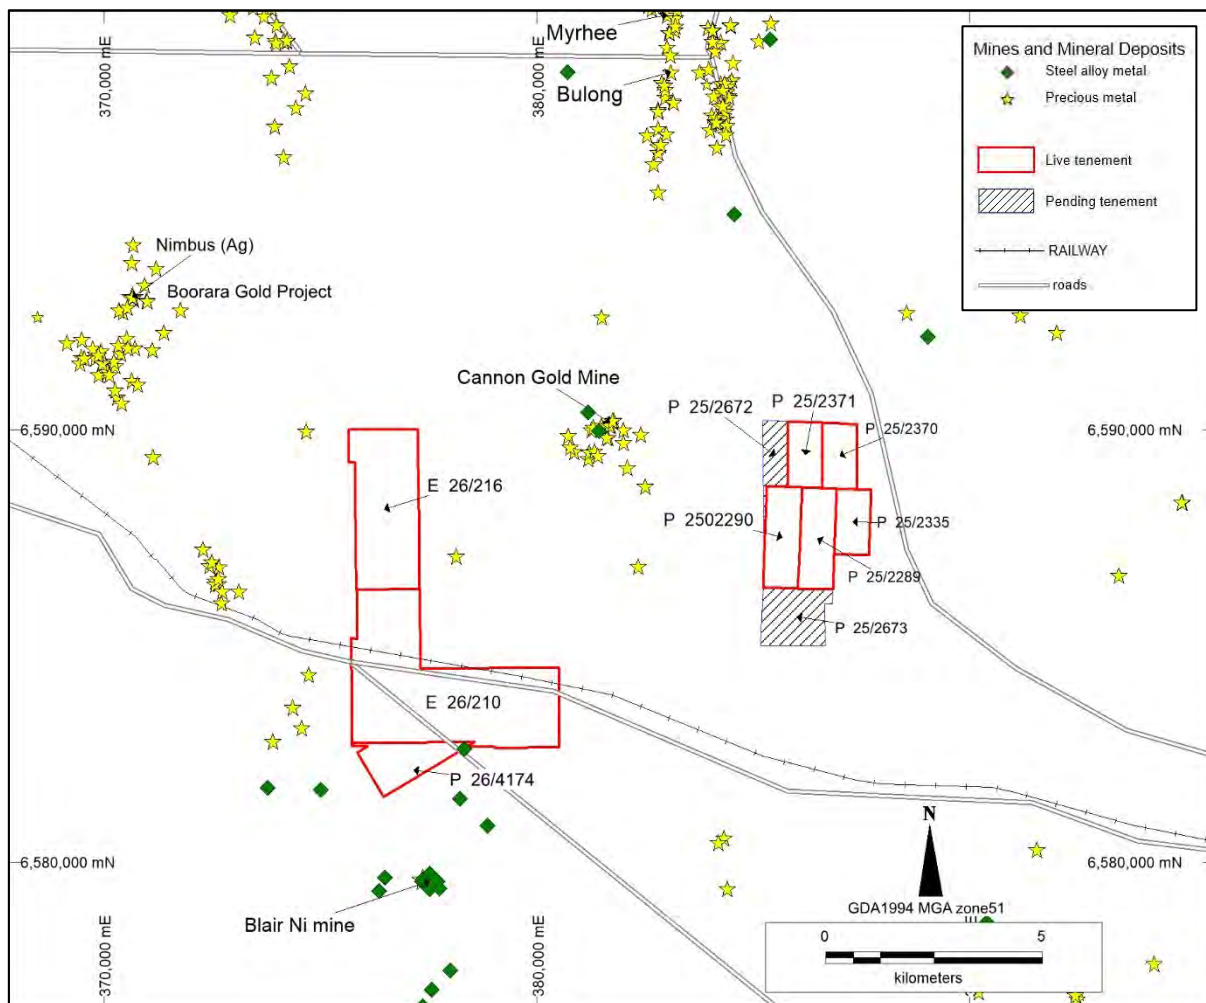 Myrhee
Mines and Mineral Deposits
Steel alloy metal
Precious metal
Live tenement
Pending tenement
RAILWAY
roads
370,000 mE
380,000 mE
Bulong
Nimbus (Ag)
Boorara Gold Project
Cannon Gold Mine
P 25/2672
P 25/2371
P 25/2370
6,590,000 mN
6,590,000 mN
E 26/216
P 2502290
P 25/2335
P 25/2289
P 25/2673
E 26/210
P 26/4174
N
6,580,000 mN
6,580,000 mN
Blair Ni mine
GDA1994 MGA zone51
0
5
kilometers
370,000 mE
380,000 mE